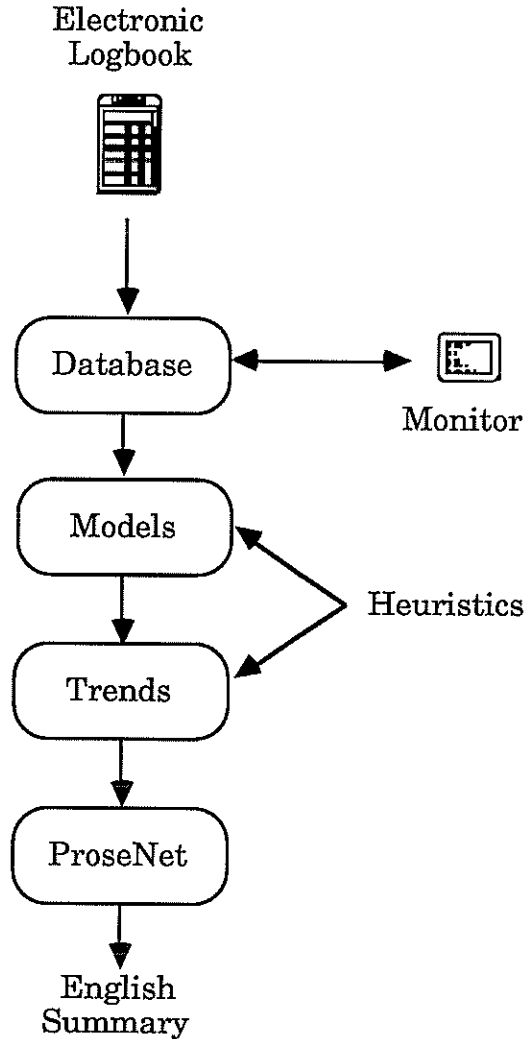 Electronic
Logbook
Database
Monitor
Models
Heuristics
Trends
ProseNet
English
Summary